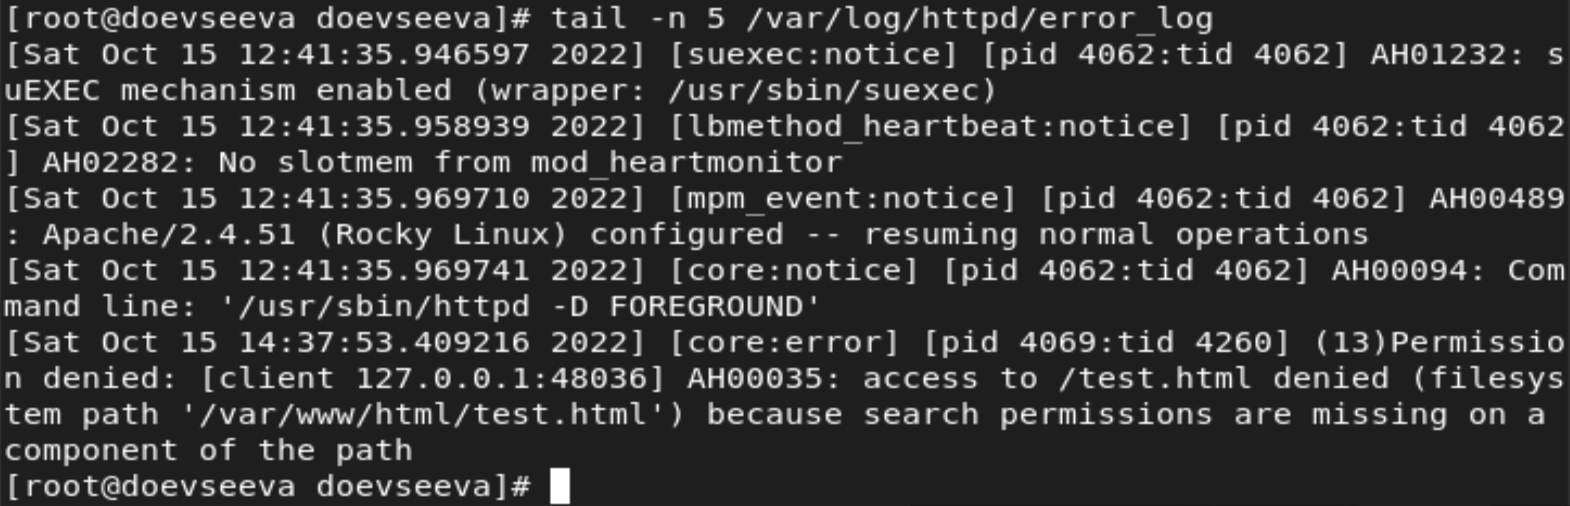 [root@doevseeva doevseeva]# tail -n 5 /var/log/httpd/error_log
[Sat Oct 15 12:41:35.946597 2022] [suexec:notice] [pid 4062:tid 4062] AH01232: s
uEXEC mechanism enabled (wrapper: /usr/sbin/suexec)
[Sat Oct 15 12:41:35.958939 2022] [lbmethod_heartbeat:notice] [pid 4062:tid 4062
] AH02282: No slotmem from mod_heartmonitor
[Sat Oct 15 12:41:35.969710 2022] [mpm_event:notice] [pid 4062:tid 4062] AH00489
: Apache/2.4.51 (Rocky Linux) configured -- resuming normal operations
[Sat Oct 15 12:41:35.969741 2022] [core:notice] [pid 4062:tid 4062] AH00094: Com
mand line: '/usr/sbin/httpd -D FOREGROUND'
[Sat Oct 15 14:37:53.409216 2022] [core:error] [pid 4069:tid 4260] (13)Permissio
n denied: [client 127.0.0.1:48036] AH00035: access to /test.html denied (filesys
tem path '/var/www/html/test.html') because search permissions are missing on a
component of the path
[root@doevseeva doevseeva]#